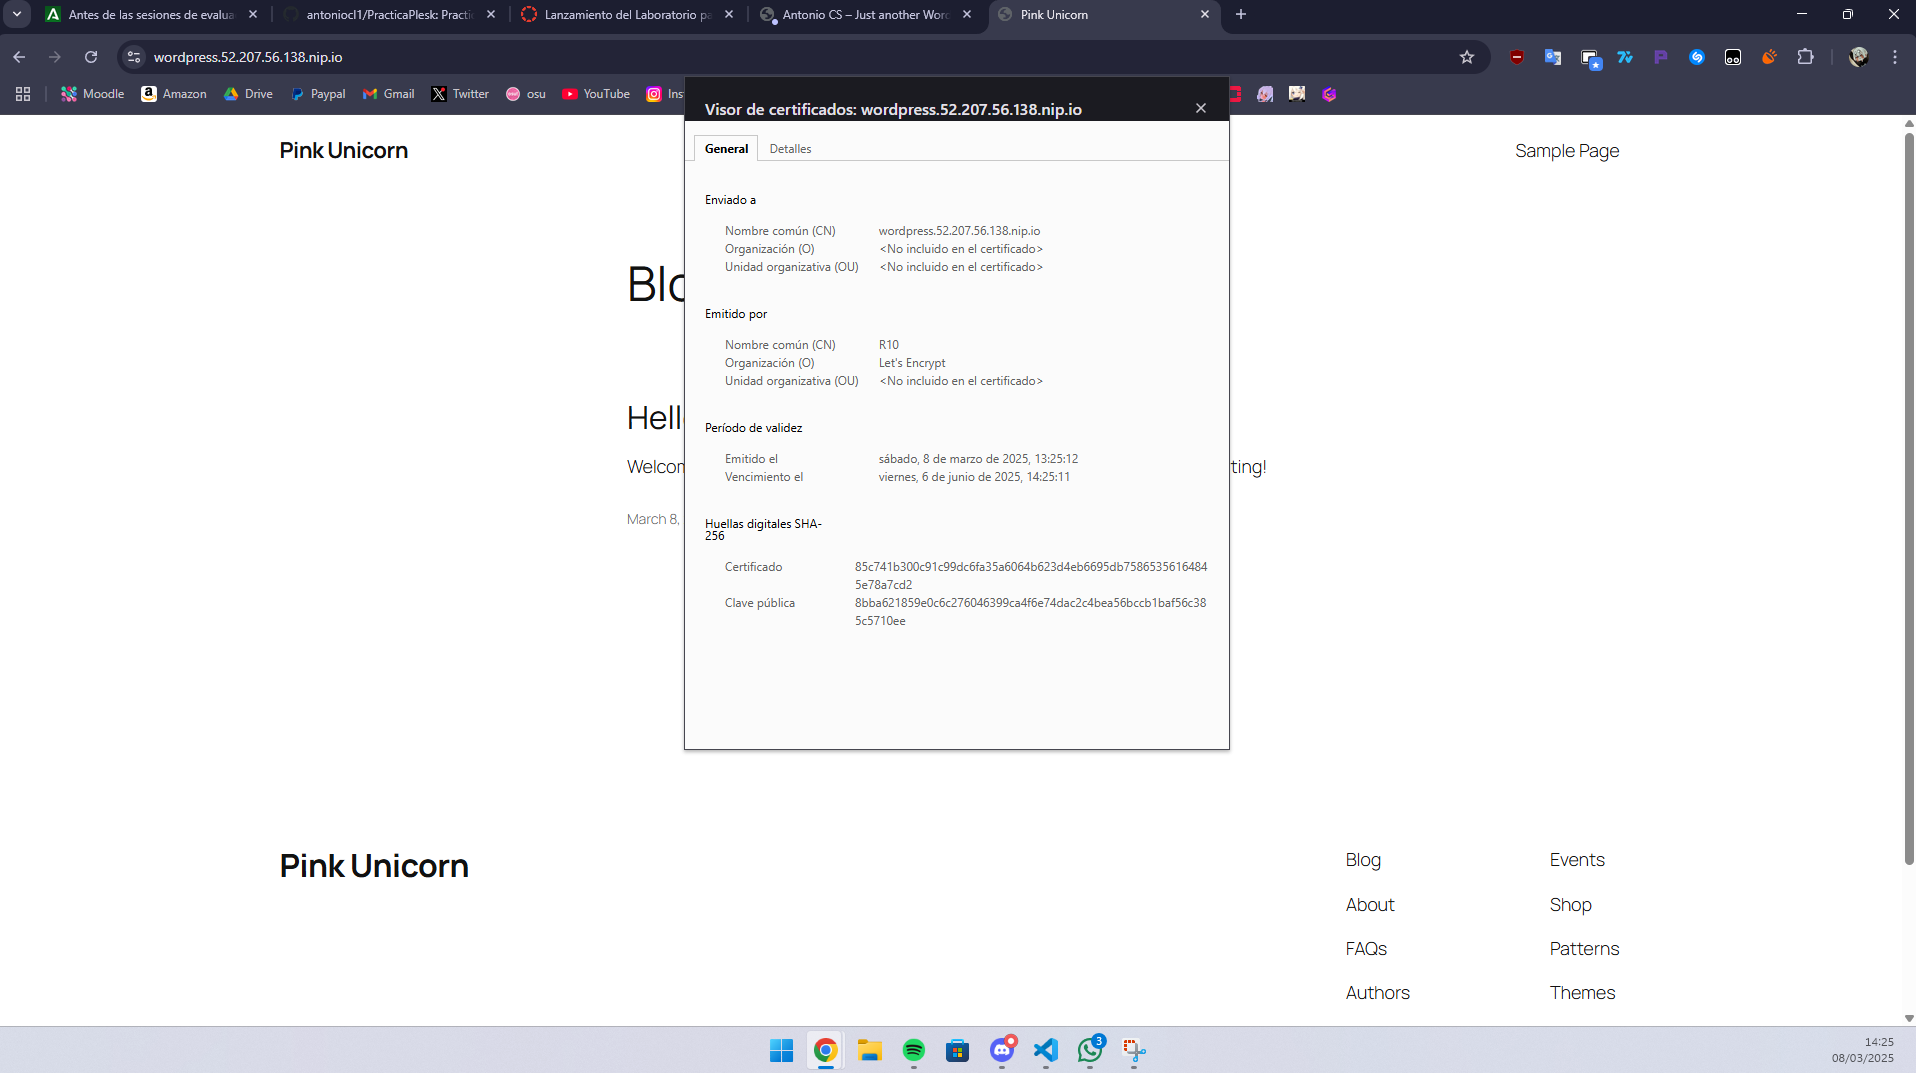 Antes de las sesiones de evalua
antoniocl1/PracticaPlesk: Practi
Lanzamiento del Laboratorio pa
Antonio CS – Just another Word
Pink Unicorn
wordpress.52.207.56.138.nip.io
Moodle
Amazon
Drive
Paypal
Gmail
Twitter
osu
YouTube
Ins
Visor de certificados: wordpress.52.207.56.138.nip.io
General
Detalles
Pink Unicorn
Sample Page
Enviado a
Nombre común (CN) wordpress.52.207.56.138.nip.io
Organización (O) <No incluido en el certificado>
Unidad organizativa (OU) <No incluido en el certificado>
Blo
Emitido por
Nombre común (CN) R10
Organización (O) Let's Encrypt
Unidad organizativa (OU) <No incluido en el certificado>
Hell
Período de validez
Emitido el sábado, 8 de marzo de 2025, 13:25:12
Vencimiento el viernes, 6 de junio de 2025, 14:25:11
Welcom
ting!
March 8,
Huellas digitales SHA-
256
Certificado 85c741b300c91c99dc6fa35a6064b623d4eb6695db7586535616484
5e78a7cd2
Clave pública 8bba621859e0c6c276046399ca4f6e74dac2c4bea56bccb1baf56c38
5c5710ee
Pink Unicorn
Blog
Events
About
Shop
FAQs
Patterns
Authors
Themes
3
14:25
08/03/2025